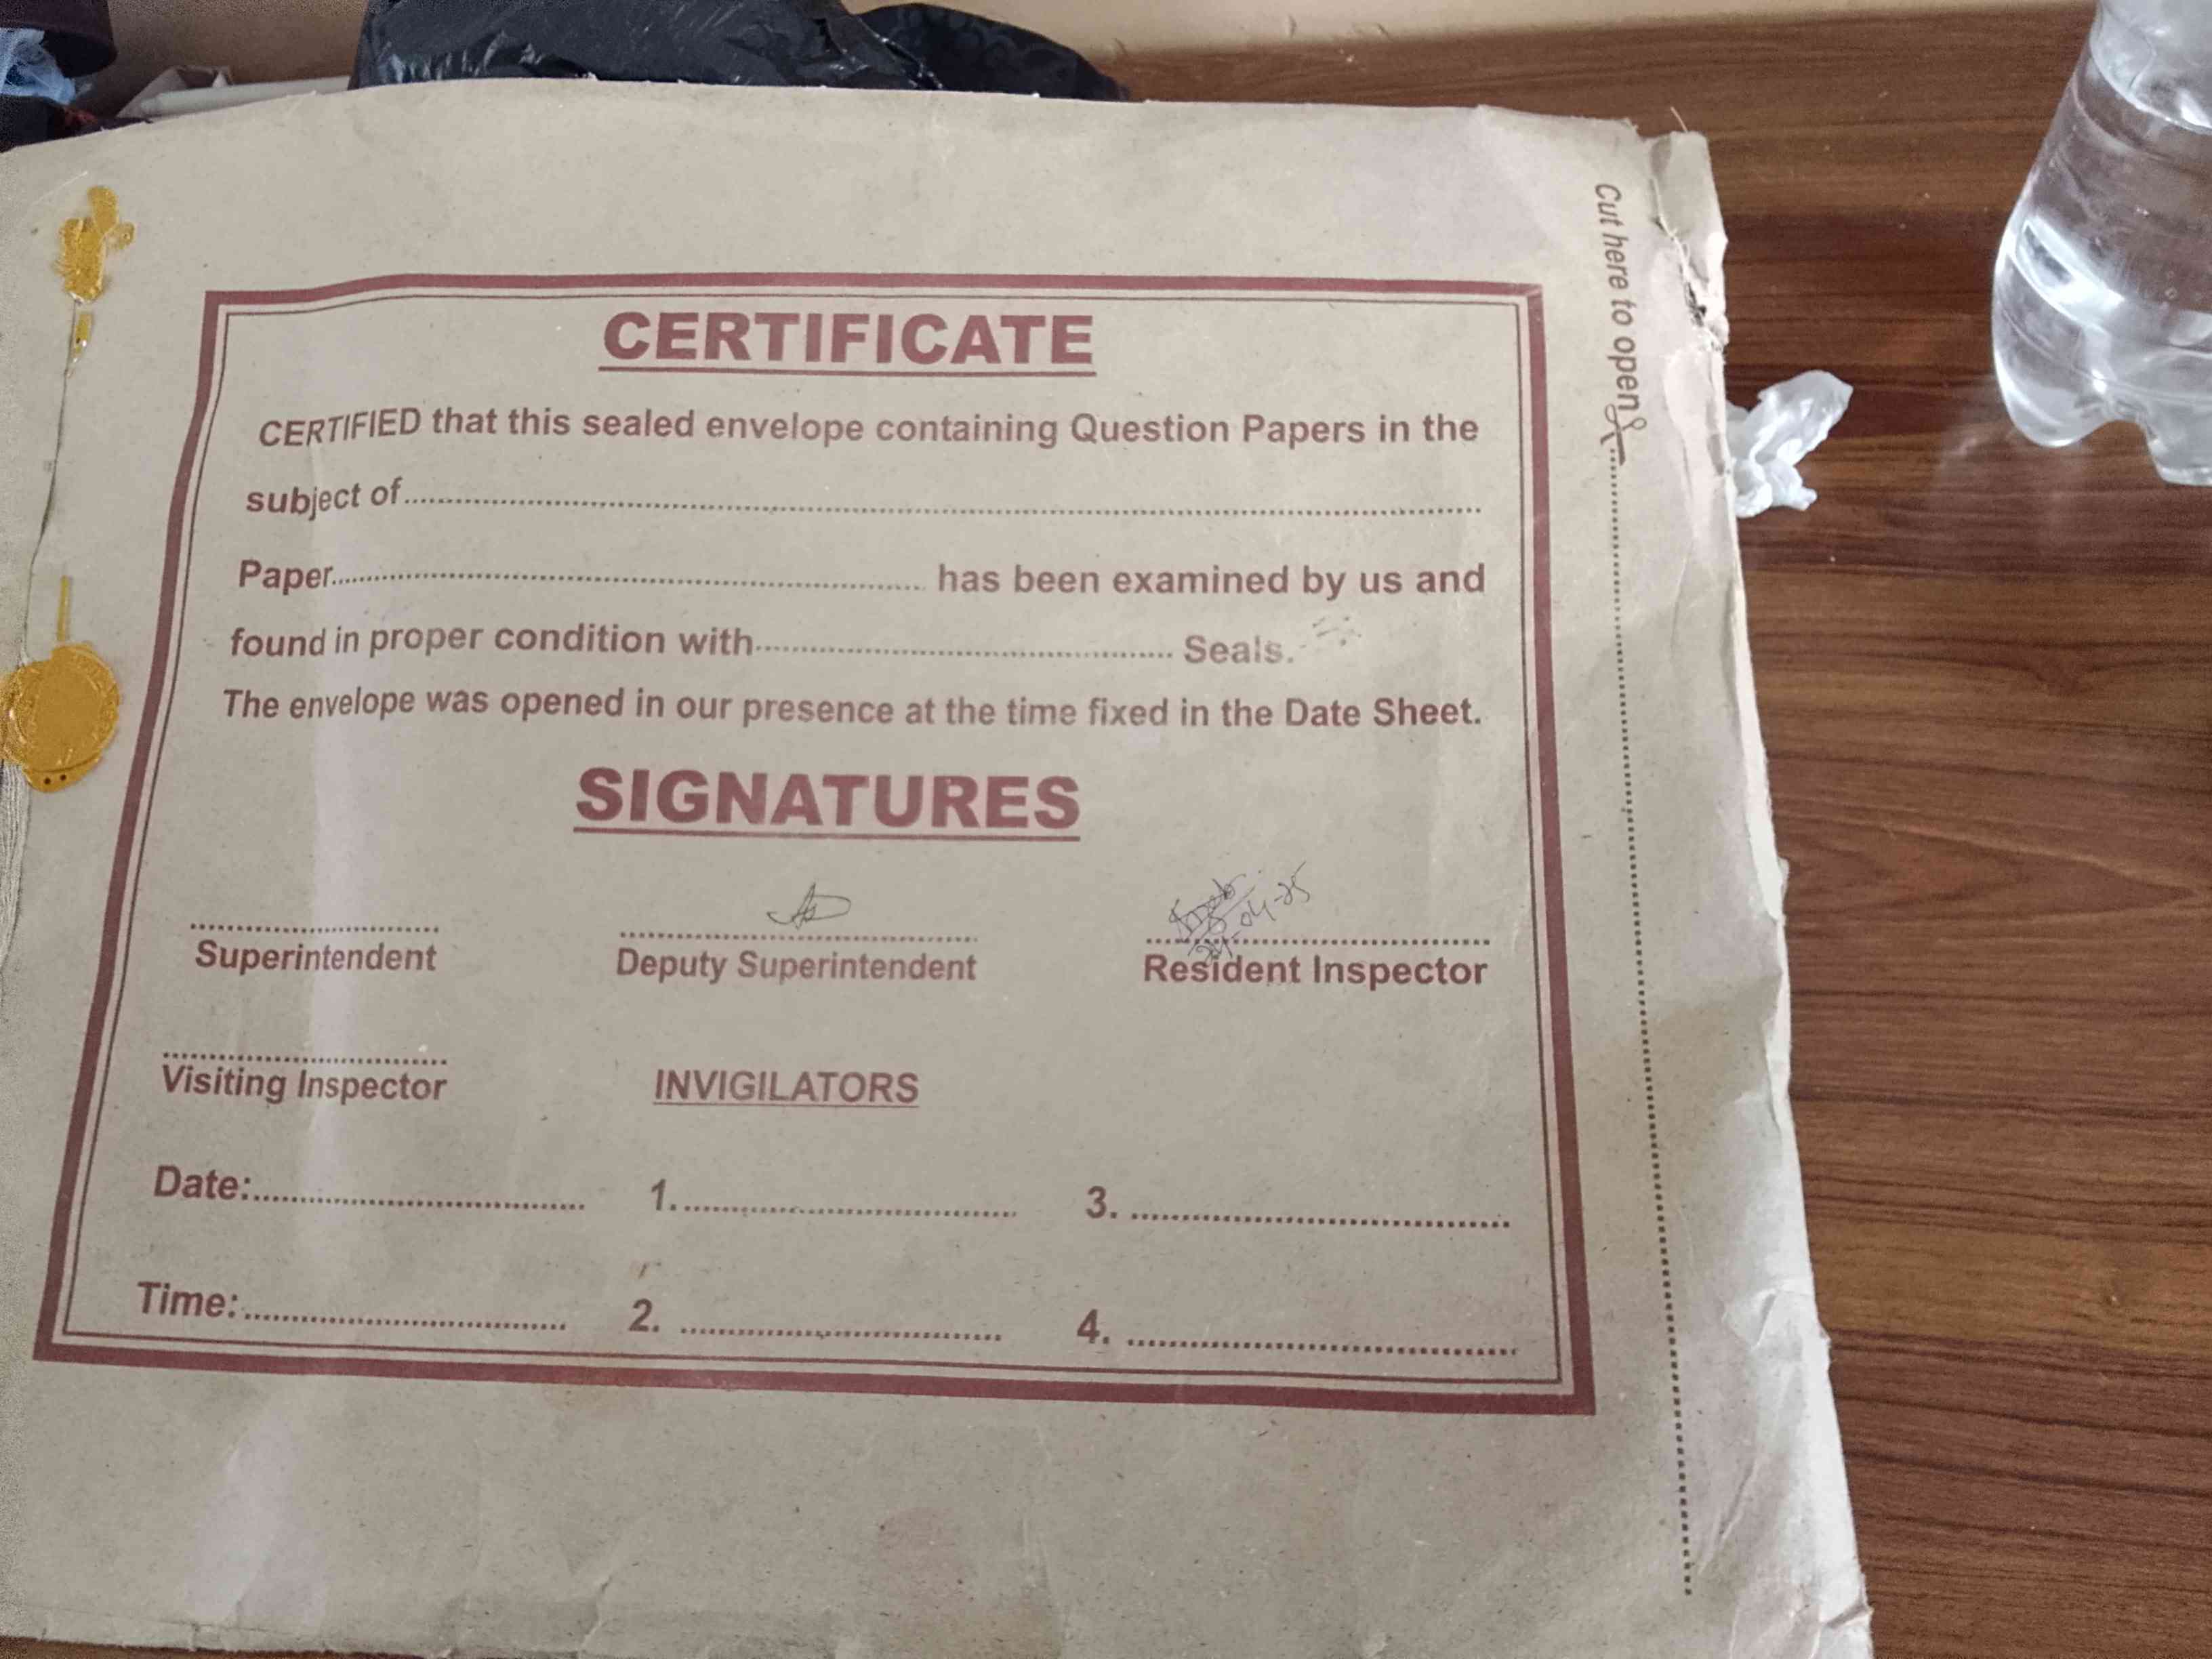 Cut here to open
CERTIFICATE
CERTIFIED that this sealed envelope containing Question Papers in the
subject of........................................
Paper........................................ has been examined by us and
found in proper condition with........................................ Seals.
The envelope was opened in our presence at the time fixed in the Date Sheet.
SIGNATURES
Superintendent Deputy Superintendent Resident Inspector
Visiting Inspector INVIGILATORS
Date:.............................. 1............................... 3. ..............................
Time:.............................. 2. .............................. 4. ..............................